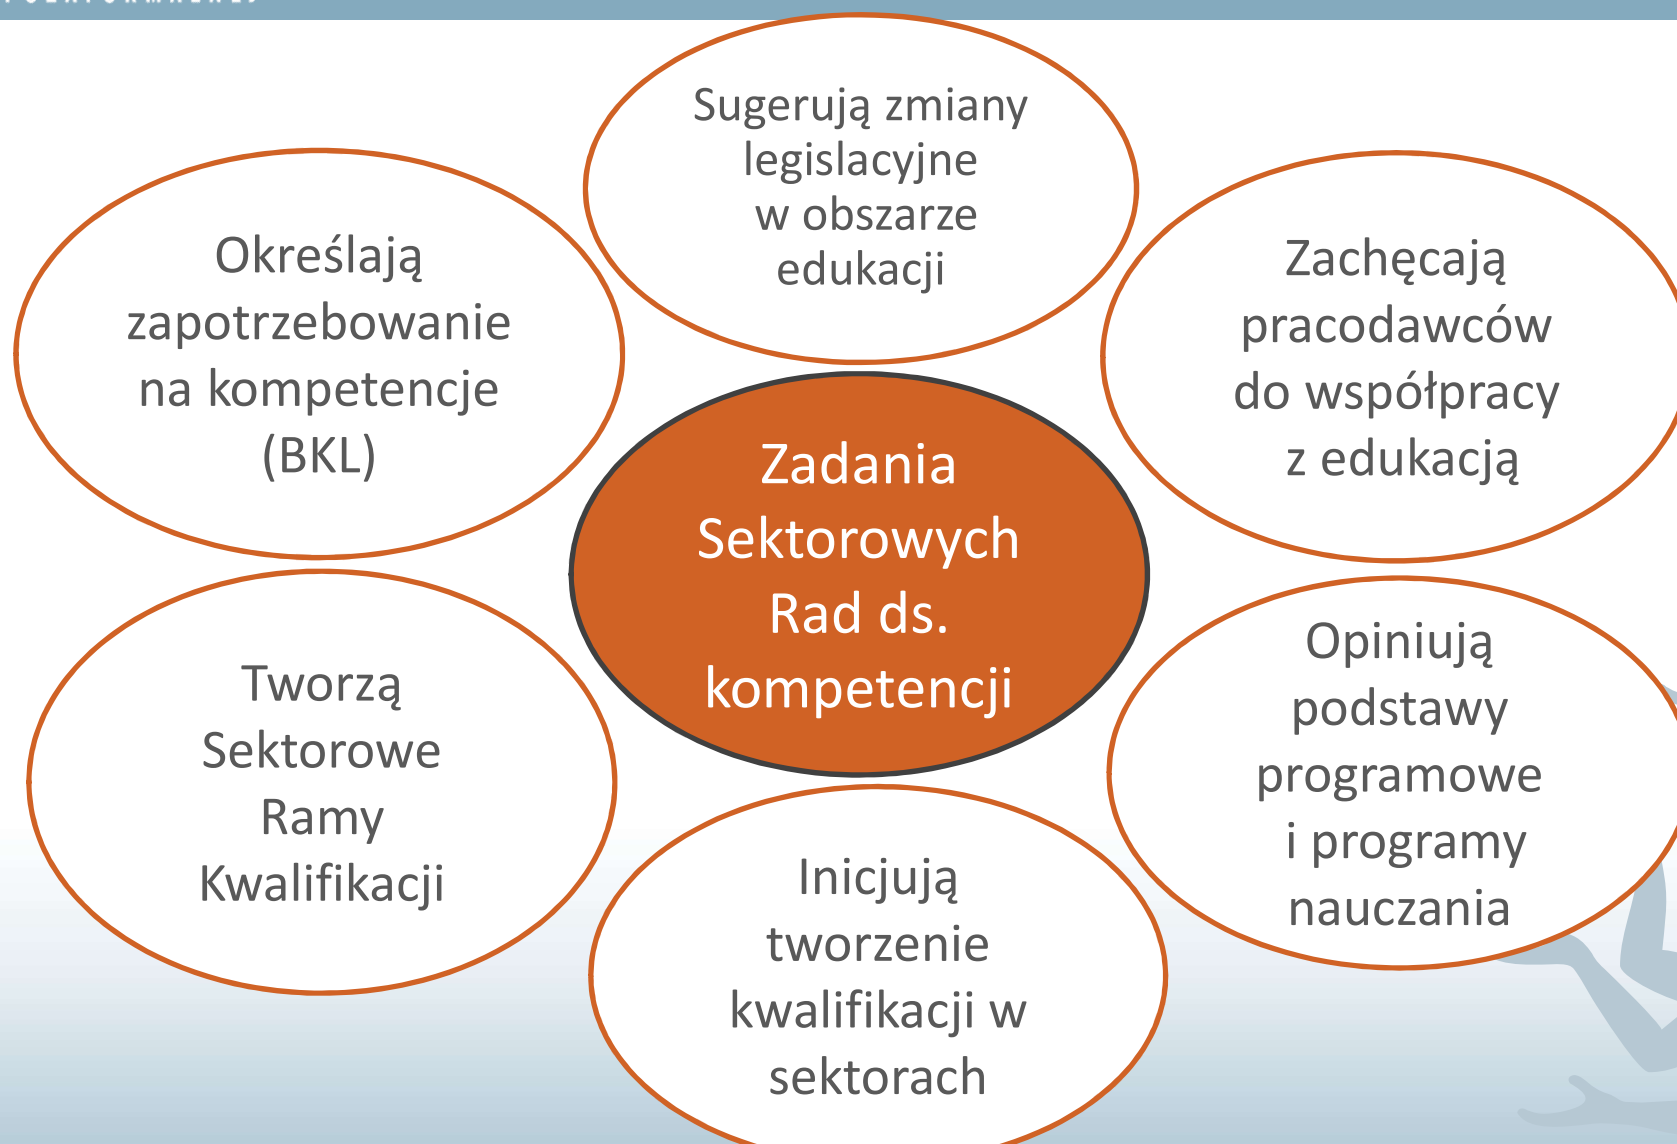 Sugerują zmiany
legislacyjne
w obszarze
edukacji
Określają
zapotrzebowanie
na kompetencje
(BKL)
Zachęcają
pracodawców
do współpracy
z edukacją
Zadania
Sektorowych
Rad ds.
kompetencji
Tworzą
Sektorowe
Ramy
Kwalifikacji
Opiniują
podstawy
programowe
i programy
nauczania
Inicjują
tworzenie
kwalifikacji w
sektorach